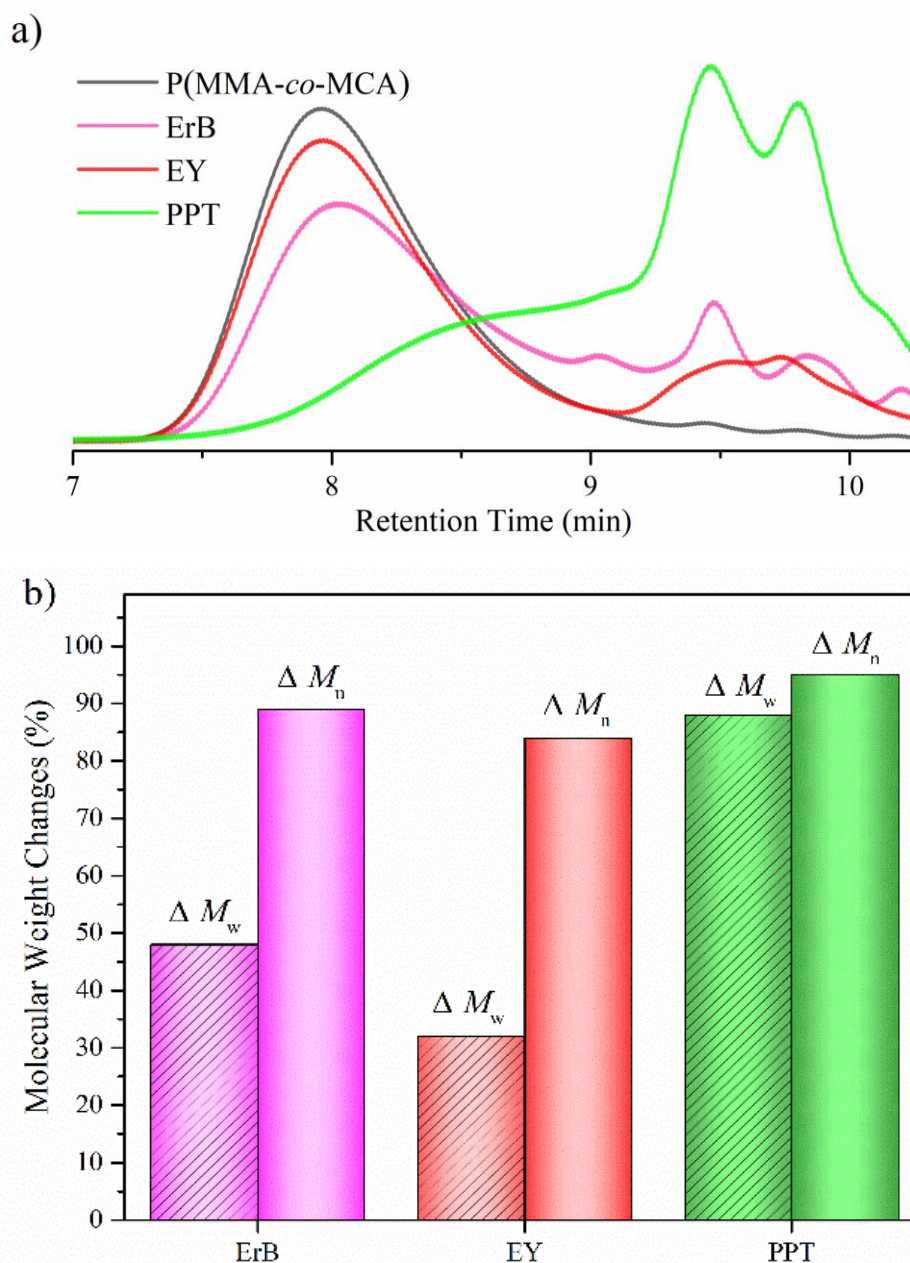 a)
P(MMA-co-MCA)
ErB
EY
PPT
7
8
9
10
Retention Time (min)
b)
Molecular Weight Changes (%)
100
90
80
70
60
50
40
30
20
10
0
Δ Mw
Δ Mn
Δ Mw
Λ Mn
Δ Mw
Δ Mn
ErB
EY
PPT